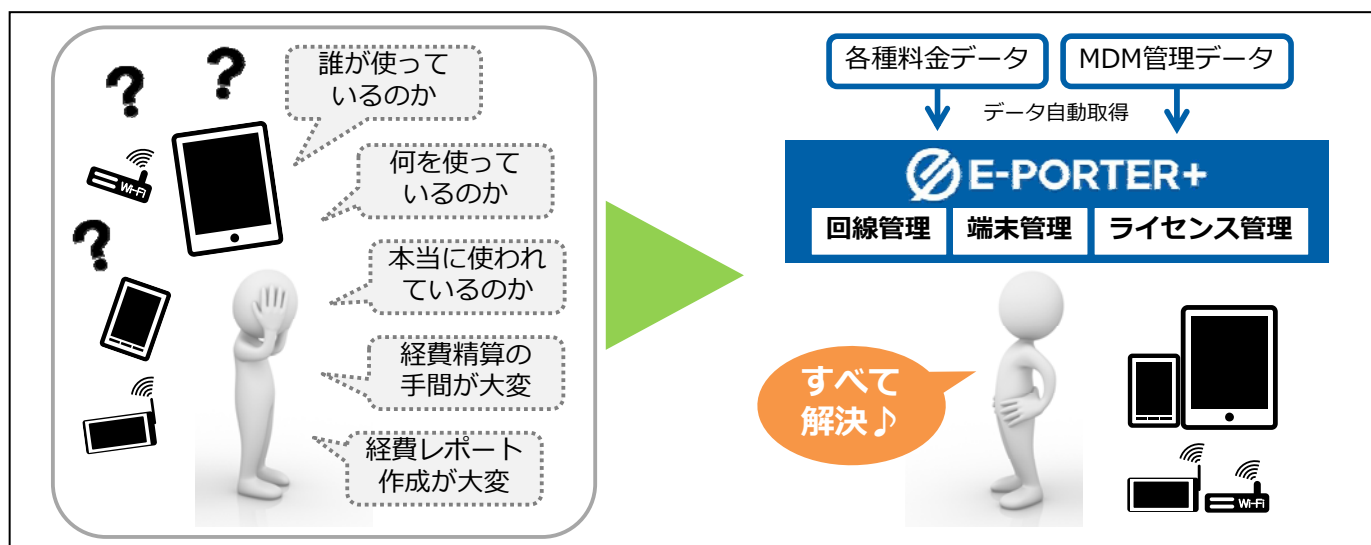 誰が使って
いるのか
何を使って
いるのか
本当に使われ
ているのか
経費精算の
手間が大変
経費レポート
作成が大変
Wi-Fi
各種料金データ
MDM管理データ
データ自動取得
E-PORTER+
回線管理
端末管理
ライセンス管理
すべて
解決♪
Wi-Fi